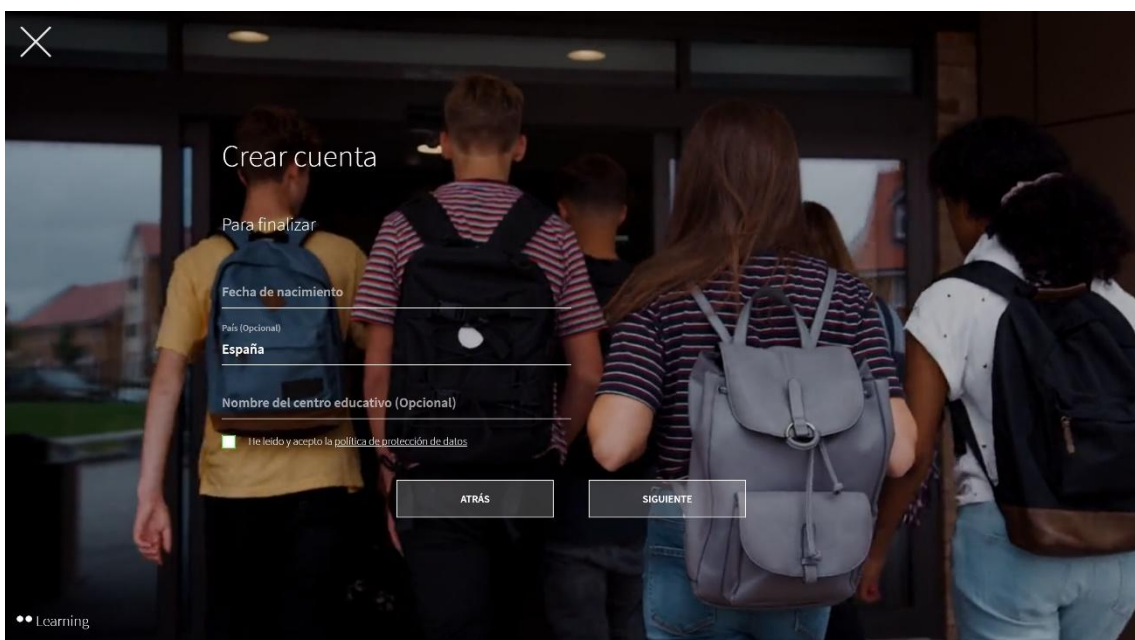 Crear cuenta
Para finalizar
Fecha de nacimiento
País (Opcional)
España
Nombre del centro educativo (Opcional)
He leído y acepto la política de protección de datos
ATRÁS
SIGUIENTE
Learning